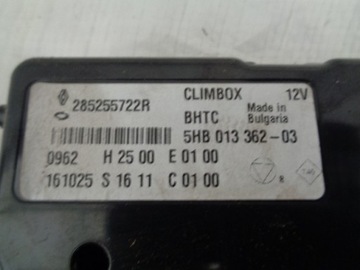 285255722R CLIMBOX 12V
BHTC Made in
Bulgaria
5HB 013 362-03
0962 H 25 00 E 01 00
161025 S 16 11 C 01 00
R